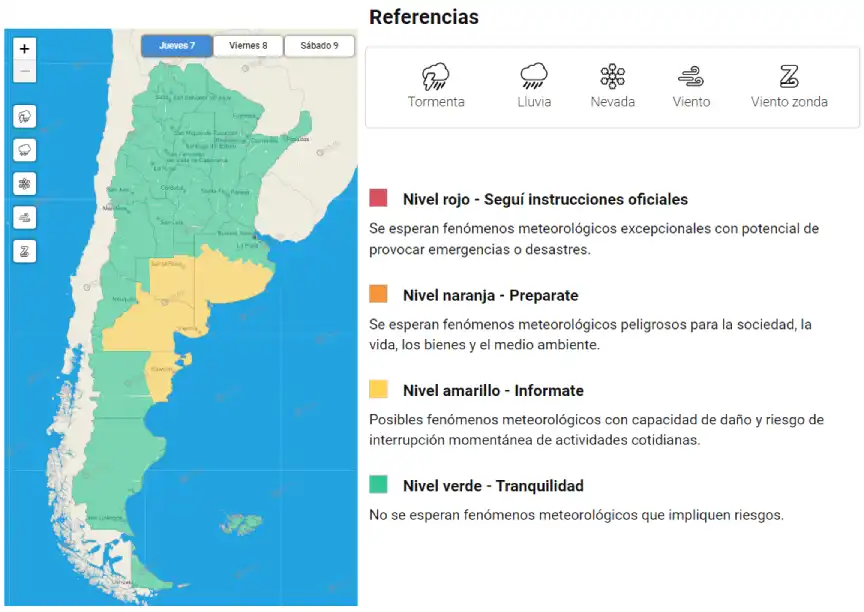 Referencias
+
Jueves 7
Viernes 8
Sábado 9
−
Tormenta
Lluvia
Nevada
Viento
Viento zonda
Nivel rojo - Seguí instrucciones oficiales
Se esperan fenómenos meteorológicos excepcionales con potencial de
provocar emergencias o desastres.
Nivel naranja - Preparate
Se esperan fenómenos meteorológicos peligrosos para la sociedad, la
vida, los bienes y el medio ambiente.
Nivel amarillo - Informate
Posibles fenómenos meteorológicos con capacidad de daño y riesgo de
interrupción momentánea de actividades cotidianas.
Nivel verde - Tranquilidad
No se esperan fenómenos meteorológicos que impliquen riesgos.